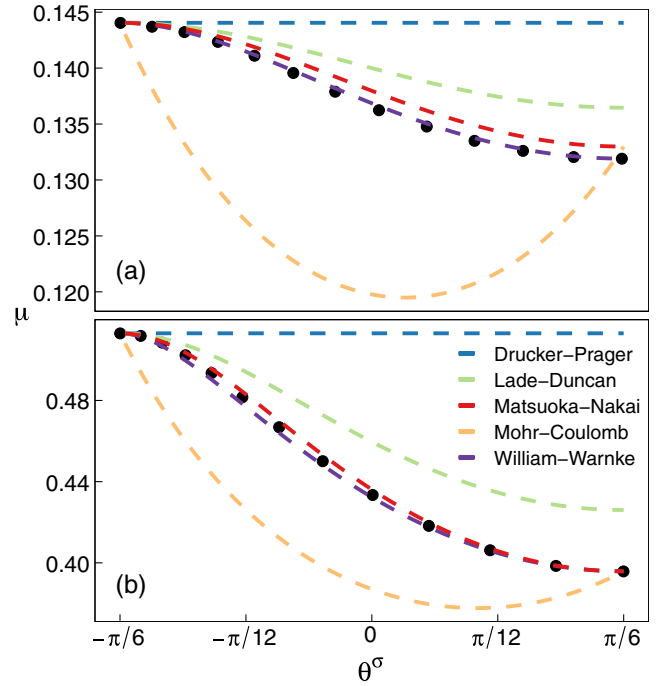 0.145
0.140
0.135
0.130
0.125
0.120
(a)
μ
0.48
0.44
0.40
(b)
Drucker−Prager
Lade−Duncan
Matsuoka−Nakai
Mohr−Coulomb
William−Warnke
−π/6 −π/12 0 π/12 π/6
θσ